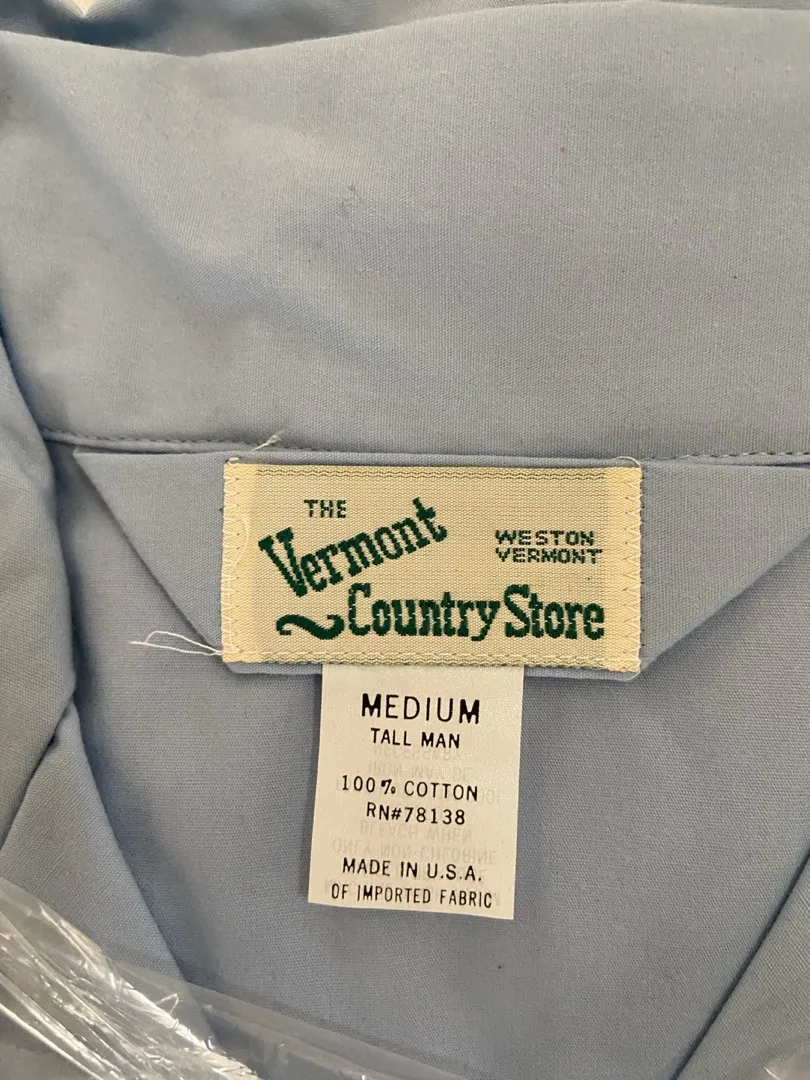 THE
Vermont
WESTON
VERMONT
Country Store
MEDIUM
TALL MAN
100% COTTON
RN#78138
MADE IN U.S.A.
OF IMPORTED FABRIC